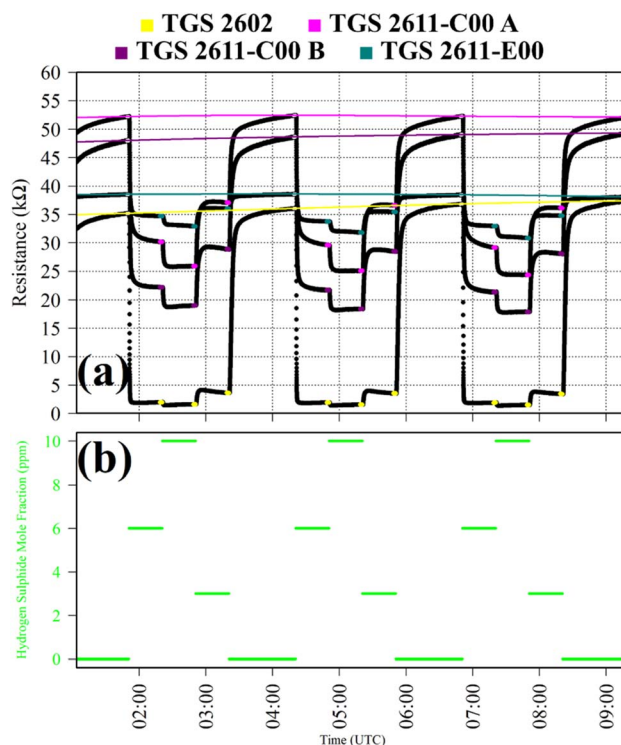 TGS 2602 TGS 2611-C00 A
TGS 2611-C00 B TGS 2611-E00
60
55
50
45
40
35
30
25
20
15
10
5
0
Resistance (kΩ)
(a)
(b)
10
8
6
4
2
0
Hydrogen Sulphide Mole Fraction (ppm)
02:00 03:00 04:00 05:00 06:00 07:00 08:00 09:00
Time (UTC)